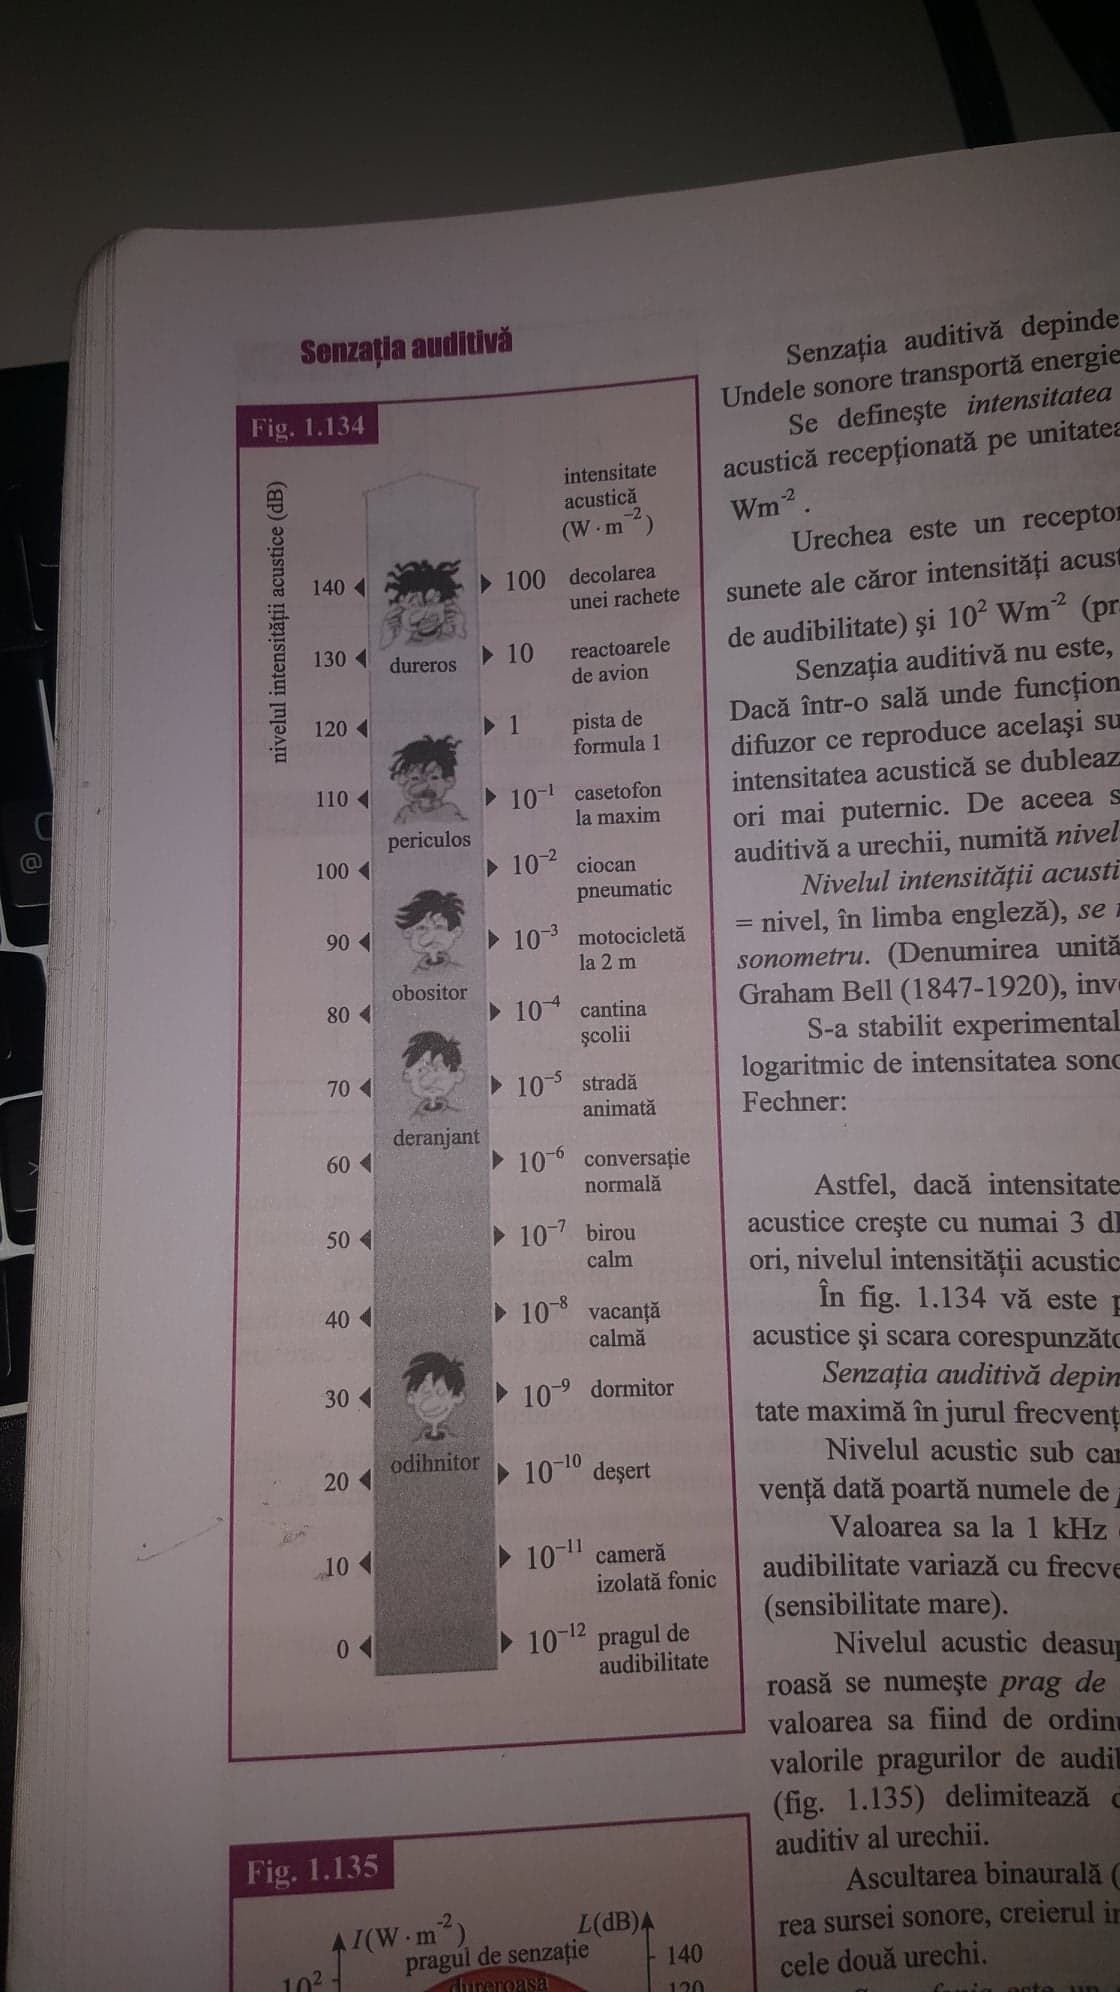 Senzația auditivă
Fig. 1.134
nivelul intensității acustice (dB)
intensitate
acustică
(W · m⁻²)
140 100 decolarea
unei rachete
130 dureros 10 reactoarele
de avion
120 1 pista de
formula 1
110 10⁻¹ casetofon
la maxim
periculos
100 10⁻² ciocan
pneumatic
90 10⁻³ motocicletă
la 2 m
obositor
80 10⁻⁴ cantina
școlii
70 10⁻⁵ stradă
animată
deranjant
60 10⁻⁶ conversație
normală
50 10⁻⁷ birou
calm
40 10⁻⁸ vacanță
calmă
30 10⁻⁹ dormitor
odihnitor
20 10⁻¹⁰ deșert
10 10⁻¹¹ cameră
izolată fonic
0 10⁻¹² pragul de
audibilitate
Fig. 1.135
I(W · m⁻²)
L(dB)
pragul de senzație
dureroasă
10²
140
120
Senzația auditivă depinde
Undele sonore transportă energie
Se definește intensitatea
acustică recepționată pe unitatea
Wm⁻².
Urechea este un receptor
sunete ale căror intensități acust
de audibilitate) și 10² Wm⁻² (pr
Senzația auditivă nu este,
Dacă într-o sală unde funcțion
difuzor ce reproduce același su
intensitatea acustică se dubleaz
ori mai puternic. De aceea s
auditivă a urechii, numită nivel
Nivelul intensității acusti
= nivel, în limba engleză), se
sonometru. (Denumirea unită
Graham Bell (1847-1920), inv
S-a stabilit experimental
logaritmic de intensitatea sono
Fechner:
Astfel, dacă intensitate
acustice crește cu numai 3 dB
ori, nivelul intensității acustic
În fig. 1.134 vă este p
acustice și scara corespunzăto
Senzația auditivă depin
tate maximă în jurul frecvenț
Nivelul acustic sub car
vență dată poartă numele de
Valoarea sa la 1 kHz
audibilitate variază cu frecve
(sensibilitate mare).
Nivelul acustic deasup
roasă se numește prag de
valoarea sa fiind de ordinu
valorile pragurilor de audib
(fig. 1.135) delimitează
auditiv al urechii.
Ascultarea binaurală (
rea sursei sonore, creierul în
cele două urechi.
@